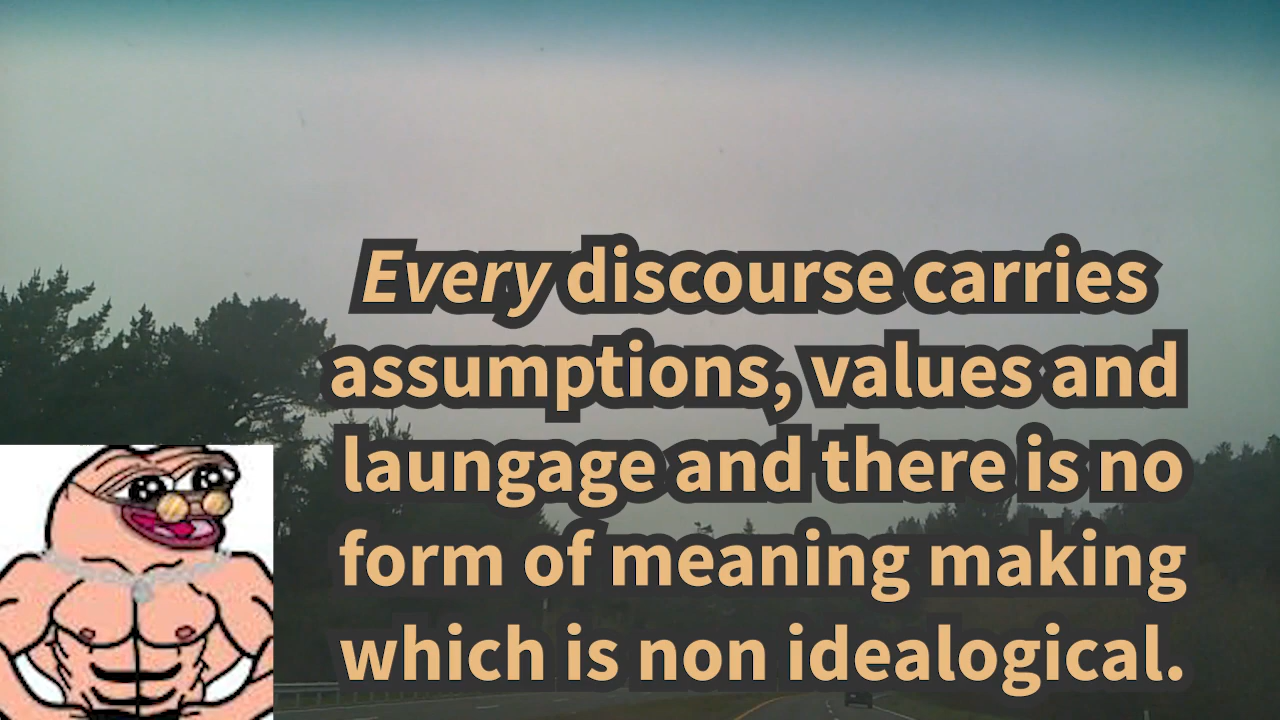 Every discourse carries
assumptions, values and
laungage and there is no
form of meaning making
which is non idealogical.